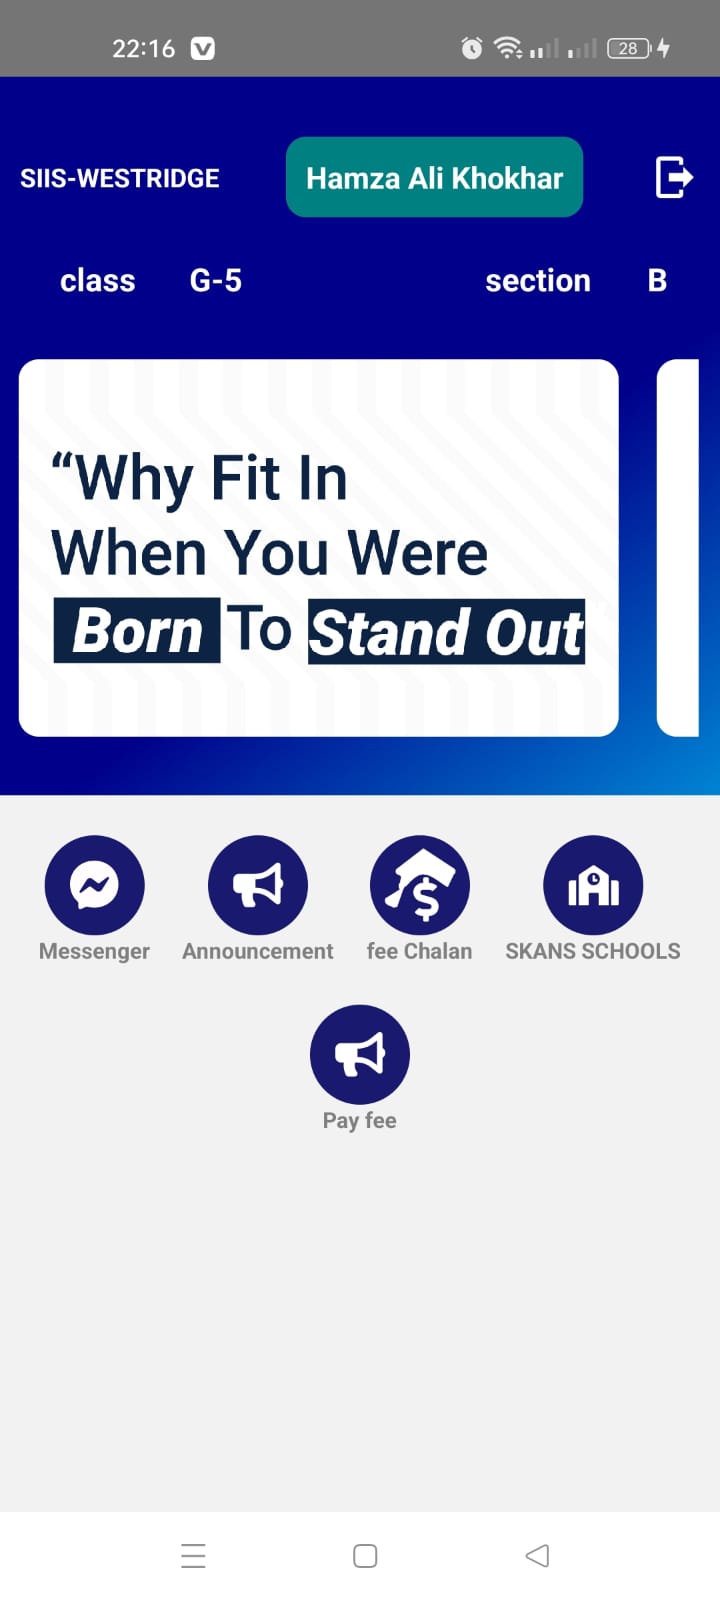 22:16
28
SIIS-WESTRIDGE
Hamza Ali Khokhar
class G-5 section B
“Why Fit In
When You Were
Born To Stand Out
Messenger Announcement fee Chalan SKANS SCHOOLS
Pay fee